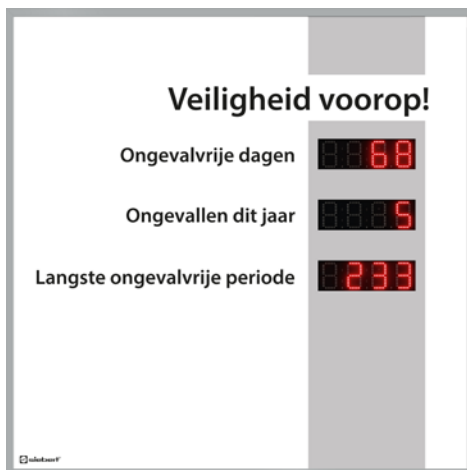 Veiligheid voorop!
Ongevalvrije dagen 68
Ongevallen dit jaar 5
Langste ongevalvrije periode 233